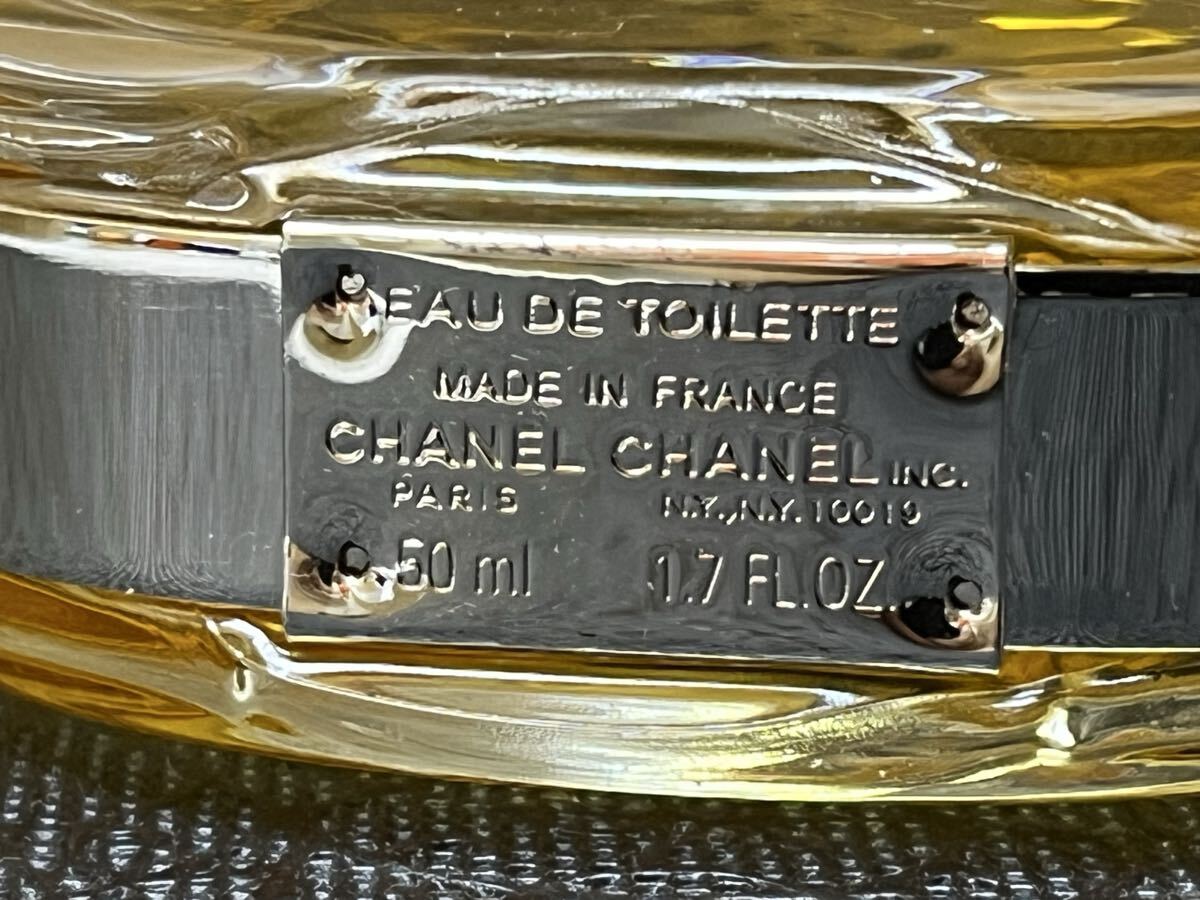 EAU DE TOILETTE
MADE IN FRANCE
CHANEL CHANEL INC.
PARIS N.Y.,N.Y.10019
50 ml 1.7 FL.OZ.